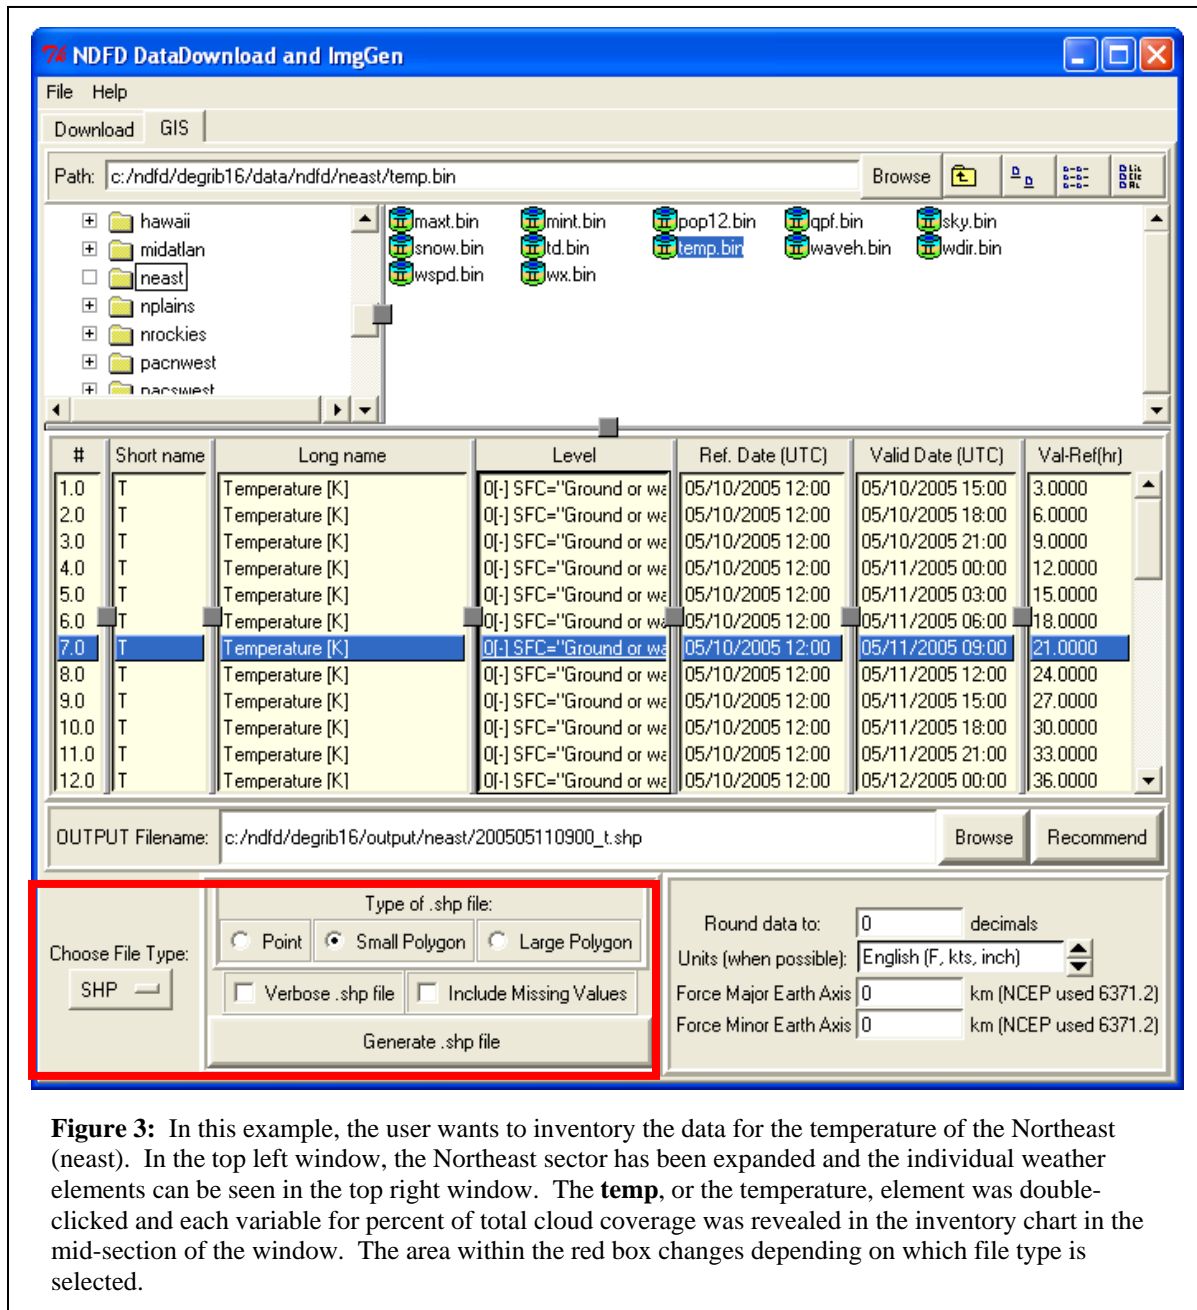 NDFD DataDownload and ImgGen
File Help
Download GIS
Path: c:/ndfd/degrib16/data/ndfd/neast/temp.bin Browse
hawaii
midatlan
neast
nplains
nrockies
pacnwest
pacswest
maxt.bin mint.bin pop12.bin qpf.bin sky.bin
snow.bin td.bin temp.bin waveh.bin wdir.bin
wspd.bin wx.bin
# Short name Long name Level Ref. Date (UTC) Valid Date (UTC) Val-Ref(hr)
1.0 T Temperature [K] 0[-] SFC="Ground or wa 05/10/2005 12:00 05/10/2005 15:00 3.0000
2.0 T Temperature [K] 0[-] SFC="Ground or wa 05/10/2005 12:00 05/10/2005 18:00 6.0000
3.0 T Temperature [K] 0[-] SFC="Ground or wa 05/10/2005 12:00 05/10/2005 21:00 9.0000
4.0 T Temperature [K] 0[-] SFC="Ground or wa 05/10/2005 12:00 05/11/2005 00:00 12.0000
5.0 T Temperature [K] 0[-] SFC="Ground or wa 05/10/2005 12:00 05/11/2005 03:00 15.0000
6.0 T Temperature [K] 0[-] SFC="Ground or wa 05/10/2005 12:00 05/11/2005 06:00 18.0000
7.0 T Temperature [K] 0[-] SFC="Ground or wa 05/10/2005 12:00 05/11/2005 09:00 21.0000
8.0 T Temperature [K] 0[-] SFC="Ground or wa 05/10/2005 12:00 05/11/2005 12:00 24.0000
9.0 T Temperature [K] 0[-] SFC="Ground or wa 05/10/2005 12:00 05/11/2005 15:00 27.0000
10.0 T Temperature [K] 0[-] SFC="Ground or wa 05/10/2005 12:00 05/11/2005 18:00 30.0000
11.0 T Temperature [K] 0[-] SFC="Ground or wa 05/10/2005 12:00 05/11/2005 21:00 33.0000
12.0 T Temperature [K] 0[-] SFC="Ground or wa 05/10/2005 12:00 05/12/2005 00:00 36.0000
OUTPUT Filename: c:/ndfd/degrib16/output/neast/200505110900_t.shp Browse Recommend
Choose File Type:
SHP
Type of .shp file:
Point Small Polygon Large Polygon
Verbose .shp file Include Missing Values
Generate .shp file
Round data to: 0 decimals
Units (when possible): English (F, kts, inch)
Force Major Earth Axis 0 km (NCEP used 6371.2)
Force Minor Earth Axis 0 km (NCEP used 6371.2)
Figure 3: In this example, the user wants to inventory the data for the temperature of the Northeast
(neast). In the top left window, the Northeast sector has been expanded and the individual weather
elements can be seen in the top right window. The temp, or the temperature, element was double-
clicked and each variable for percent of total cloud coverage was revealed in the inventory chart in the
mid-section of the window. The area within the red box changes depending on which file type is
selected.